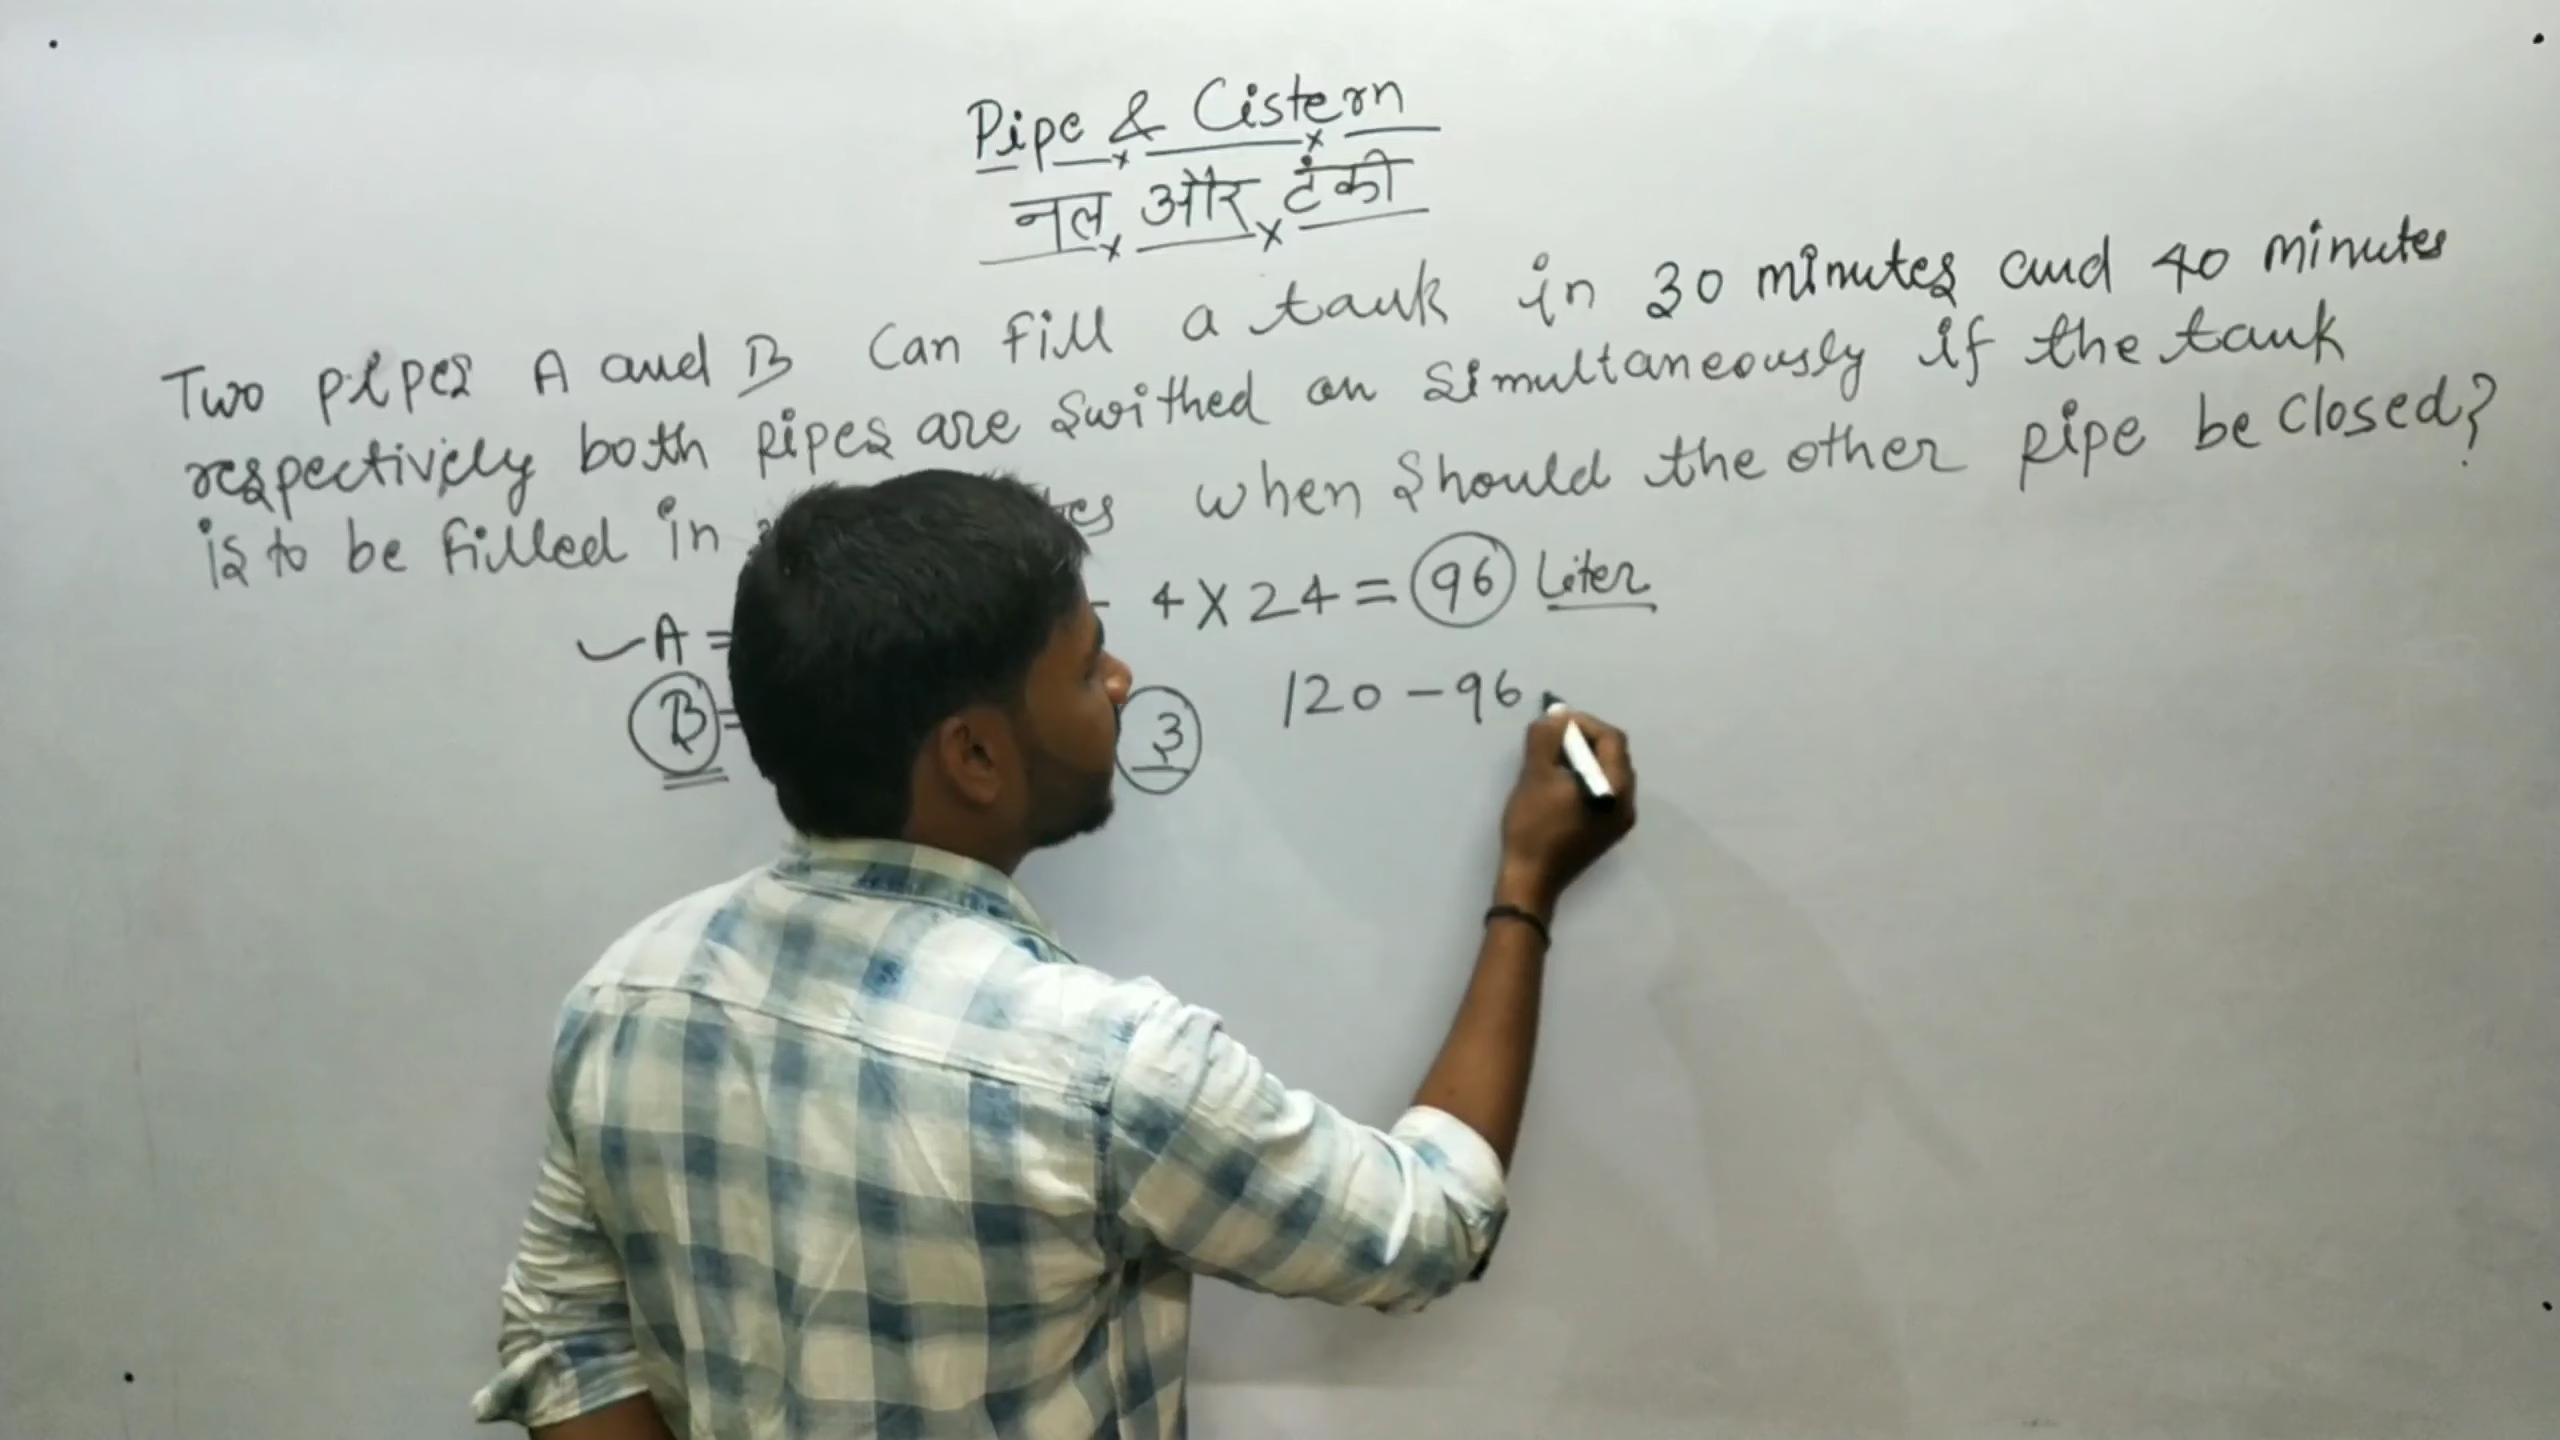 Pipe & Cistern
नल और टंकी
Two pipes A and B Can fill a tank in 30 minutes and 40 minutes
respectively both pipes are swithed on simultaneously if the tank
is to be filled in when should the other pipe be closed?
A = 4 X 24 = 96 Liter
B = 3 120 - 96